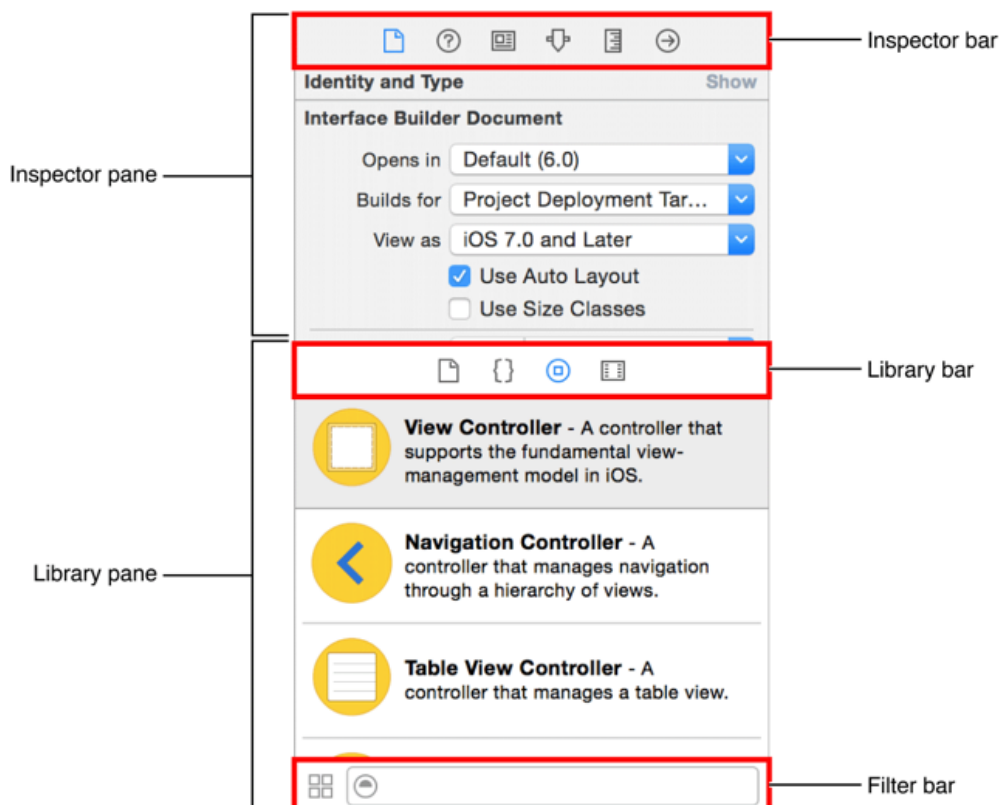 Inspector bar
Identity and Type Show
Interface Builder Document
Opens in Default (6.0)
Inspector pane
Builds for Project Deployment Tar...
View as iOS 7.0 and Later
Use Auto Layout
Use Size Classes
Library bar
{}
View Controller - A controller that
supports the fundamental view-
management model in iOS.
Navigation Controller - A
controller that manages navigation
through a hierarchy of views.
Library pane
Table View Controller - A
controller that manages a table view.
Filter bar